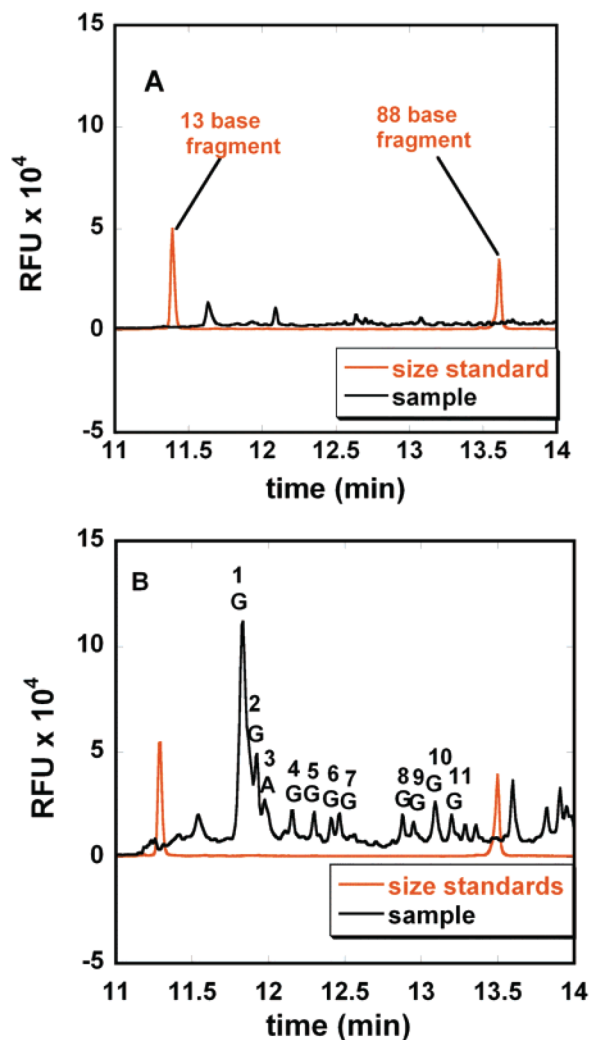 15
A
13 base
fragment
88 base
fragment
10
5
0
-5
RFU x 10⁴
size standard
sample
11
11.5
12
12.5
13
13.5
14
time (min)
15
B
1
G
2
G
3
A
4
G
5
G
6
G
7
G
8
G
9
G
10
G
11
G
10
5
0
-5
RFU x 10⁴
size standards
sample
11
11.5
12
12.5
13
13.5
14
time (min)